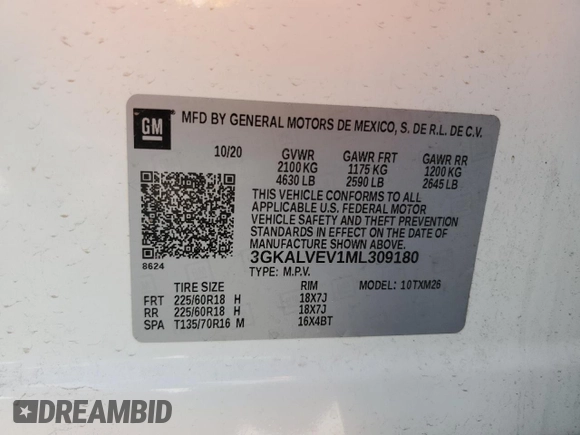 GM
MFD BY GENERAL MOTORS DE MEXICO, S. DE R.L. DE C.V.
10/20 GVWR GAWR FRT GAWR RR
2100 KG 1175 KG 1200 KG
4630 LB 2590 LB 2645 LB
THIS VEHICLE CONFORMS TO ALL
APPLICABLE U.S. FEDERAL MOTOR
VEHICLE SAFETY AND THEFT PREVENTION
STANDARDS IN EFFECT ON THE DATE OF
MANUFACTURE SHOWN ABOVE.
8624
3GKALVEV1ML309180
TYPE: M.P.V.
TIRE SIZE RIM MODEL: 10TXM26
FRT 225/60R18 H 18X7J
RR 225/60R18 H 18X7J
SPA T135/70R16 M 16X4BT
DREAMBID